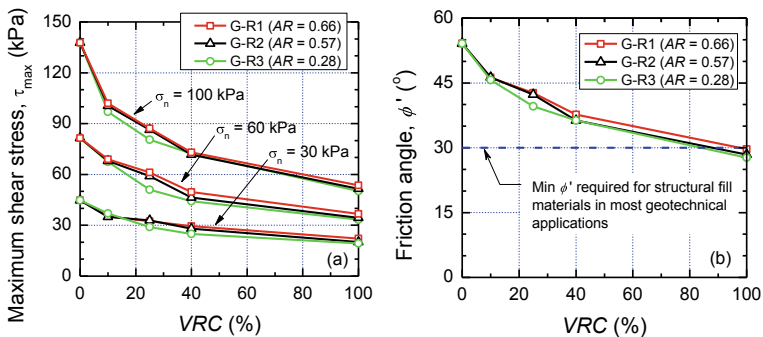 Maximum shear stress, τmax (kPa)
180
150
120
90
60
30
0
G-R1 (AR = 0.66)
G-R2 (AR = 0.57)
G-R3 (AR = 0.28)
σn = 100 kPa
σn = 60 kPa
σn = 30 kPa
(a)
0 20 40 60 80 100
VRC (%)
Friction angle, ϕ' (°)
60
45
30
15
0
G-R1 (AR = 0.66)
G-R2 (AR = 0.57)
G-R3 (AR = 0.28)
Min ϕ' required for structural fill
materials in most geotechnical
applications
(b)
0 20 40 60 80 100
VRC (%)